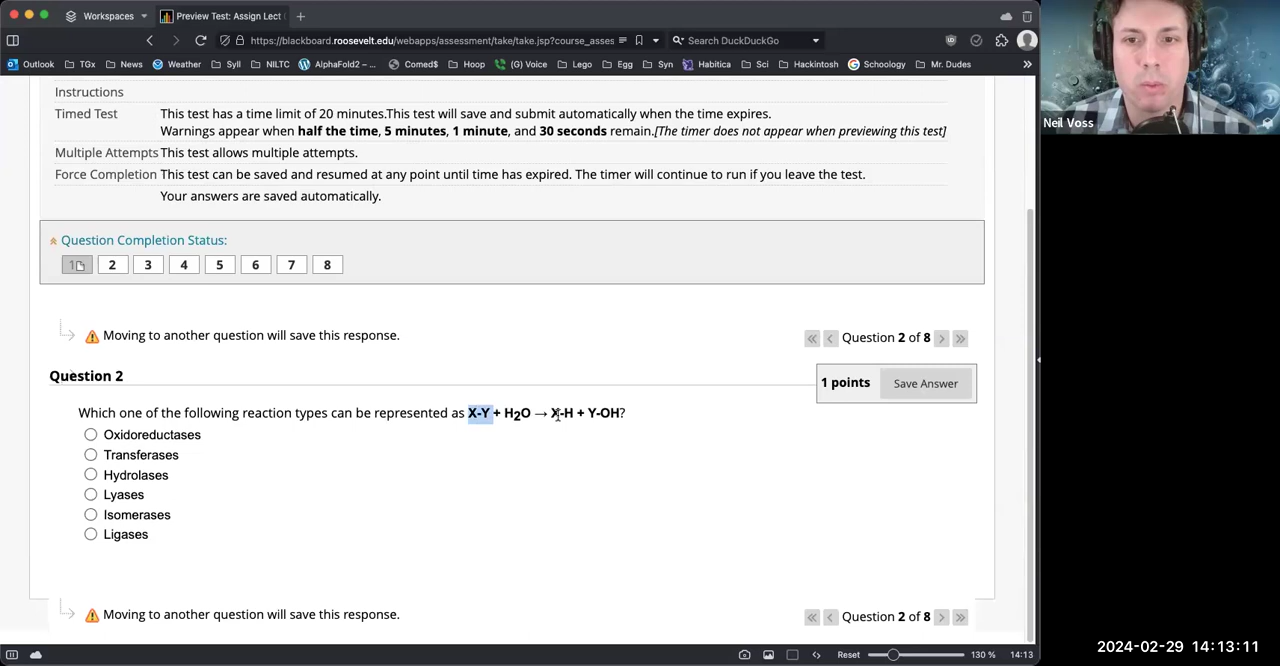 Workspaces
Preview Test: Assign Lect
https://blackboard.roosevelt.edu/webapps/assessment/take/take.jsp?course_asses
Search DuckDuckGo
Outlook TGx News Weather Syll NILTC AlphaFold2 – ... Comed$ Hoop (G) Voice Lego Egg Syn Habitica Sci Hackintosh Schoology Mr. Dudes
Neil Voss
Instructions
Timed Test This test has a time limit of 20 minutes.This test will save and submit automatically when the time expires.
Warnings appear when half the time, 5 minutes, 1 minute, and 30 seconds remain.[The timer does not appear when previewing this test]
Multiple Attempts This test allows multiple attempts.
Force Completion This test can be saved and resumed at any point until time has expired. The timer will continue to run if you leave the test.
Your answers are saved automatically.
Question Completion Status:
1 2 3 4 5 6 7 8
Moving to another question will save this response.
Question 2 of 8
Question 2
1 points Save Answer
Which one of the following reaction types can be represented as X-Y + H2O → X-H + Y-OH?
Oxidoreductases
Transferases
Hydrolases
Lyases
Isomerases
Ligases
Moving to another question will save this response.
Question 2 of 8
Reset 130 % 14:13
2024-02-29 14:13:11